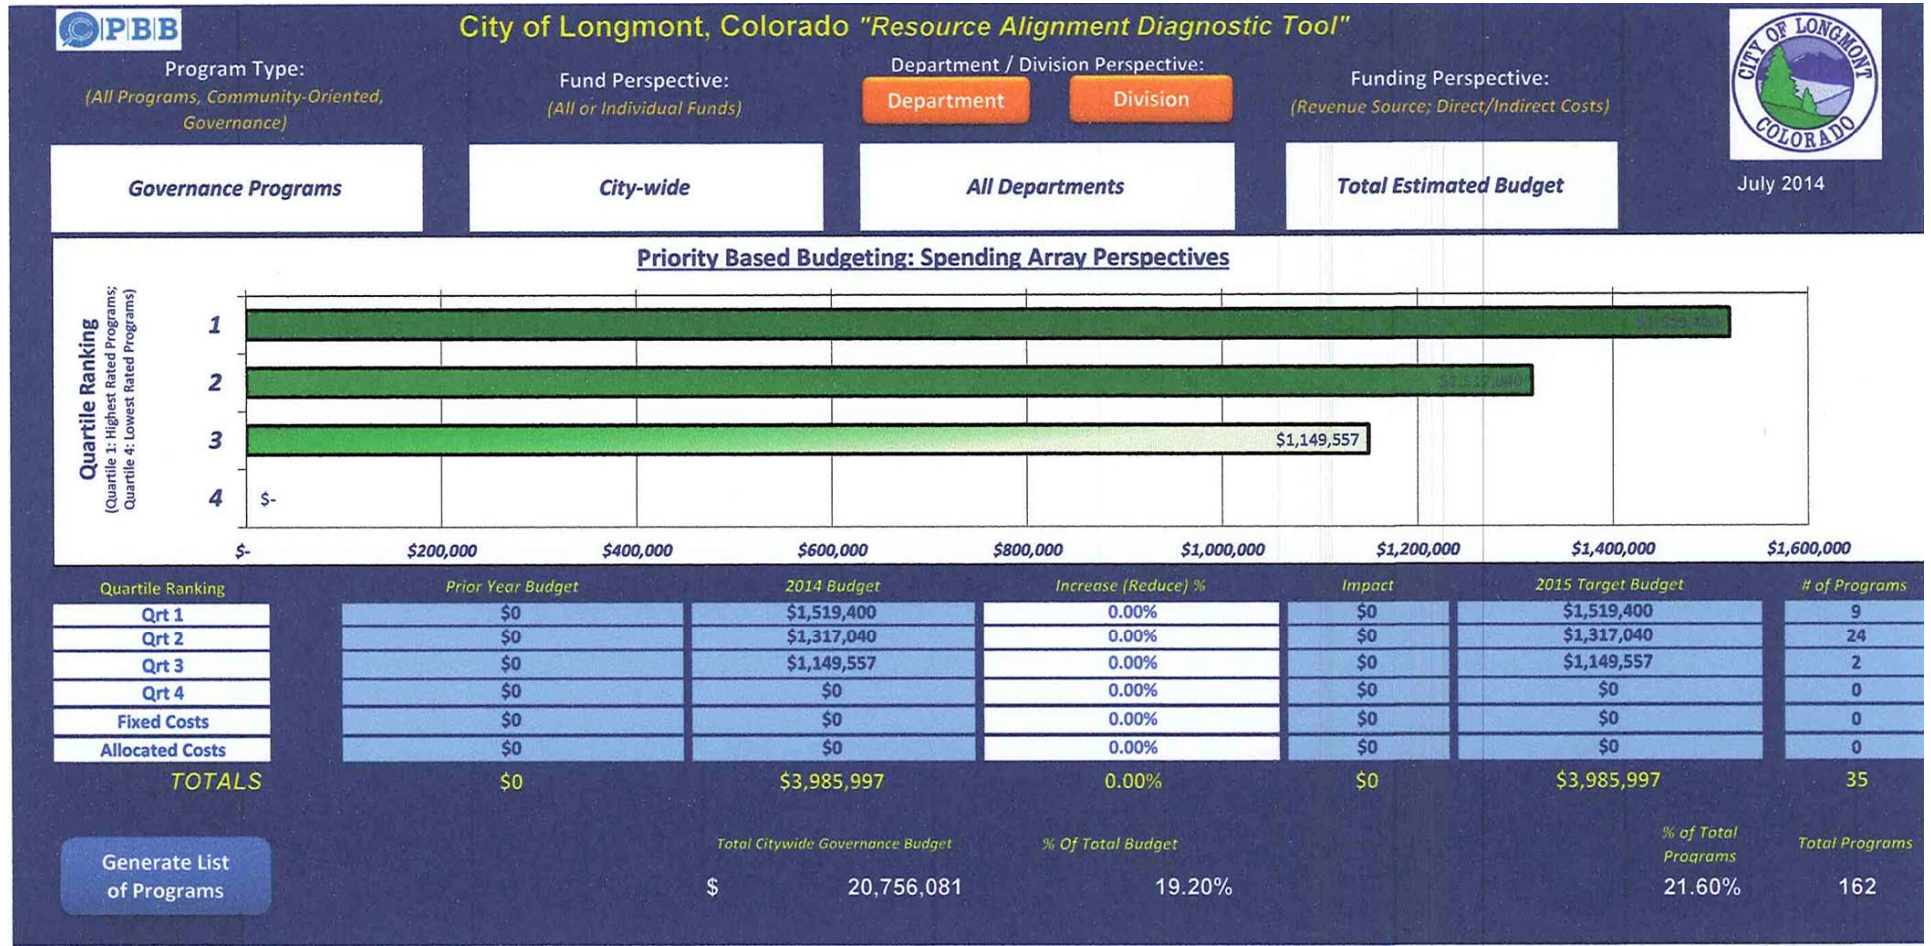 PBB
City of Longmont, Colorado "Resource Alignment Diagnostic Tool"
Program Type:
(All Programs, Community-Oriented,
Governance)
Fund Perspective:
(All or Individual Funds)
Department / Division Perspective:
Department
Division
Funding Perspective:
(Revenue Source; Direct/Indirect Costs)
CITY OF LONGMONT
COLORADO
July 2014
Governance Programs
City-wide
All Departments
Total Estimated Budget
Priority Based Budgeting: Spending Array Perspectives
Quartile Ranking
(Quartile 1: Highest Rated Programs;
Quartile 4: Lowest Rated Programs)
1
2
3 $1,149,557
4 $-
$- $200,000 $400,000 $600,000 $800,000 $1,000,000 $1,200,000 $1,400,000 $1,600,000
Quartile Ranking Prior Year Budget 2014 Budget Increase (Reduce) % Impact 2015 Target Budget # of Programs
Qrt 1 $0 $1,519,400 0.00% $0 $1,519,400 9
Qrt 2 $0 $1,317,040 0.00% $0 $1,317,040 24
Qrt 3 $0 $1,149,557 0.00% $0 $1,149,557 2
Qrt 4 $0 $0 0.00% $0 $0 0
Fixed Costs $0 $0 0.00% $0 $0 0
Allocated Costs $0 $0 0.00% $0 $0 0
TOTALS $0 $3,985,997 0.00% $0 $3,985,997 35
Generate List
of Programs
Total Citywide Governance Budget
$ 20,756,081
% Of Total Budget
19.20%
% of Total
Programs
21.60%
Total Programs
162